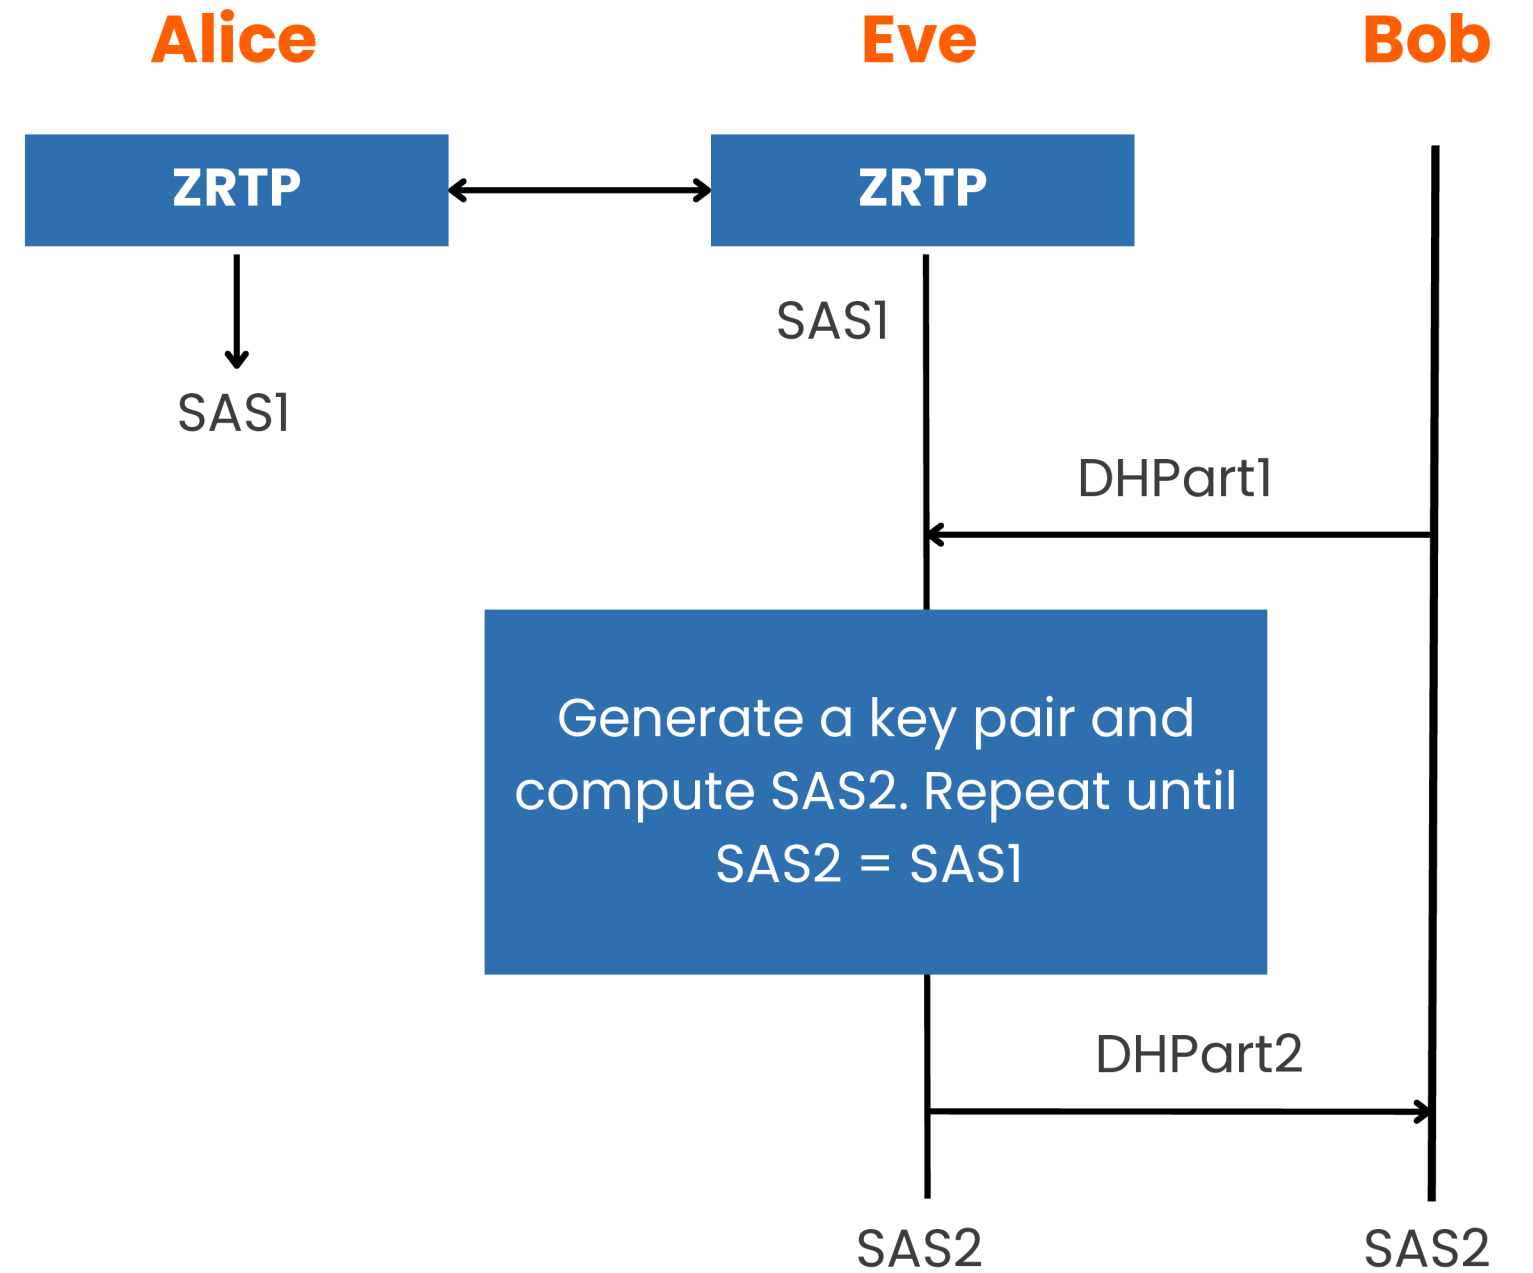 Alice
Eve
Bob
ZRTP
ZRTP
SAS1
SAS1
DHPart1
Generate a key pair and
compute SAS2. Repeat until
SAS2 = SAS1
DHPart2
SAS2
SAS2